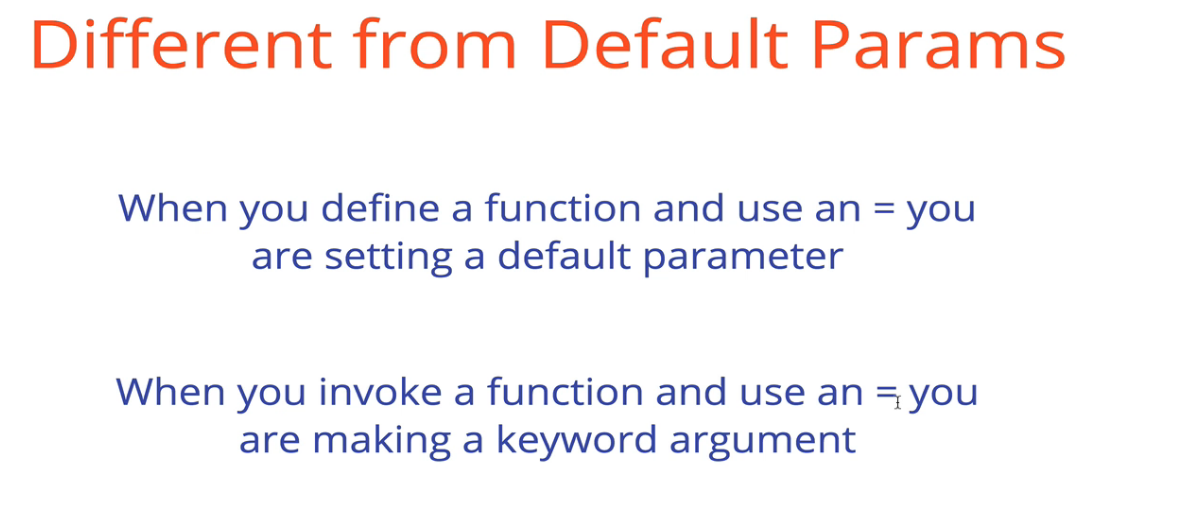 Different from Default Params
When you define a function and use an = you
are setting a default parameter
When you invoke a function and use an = you
are making a keyword argument